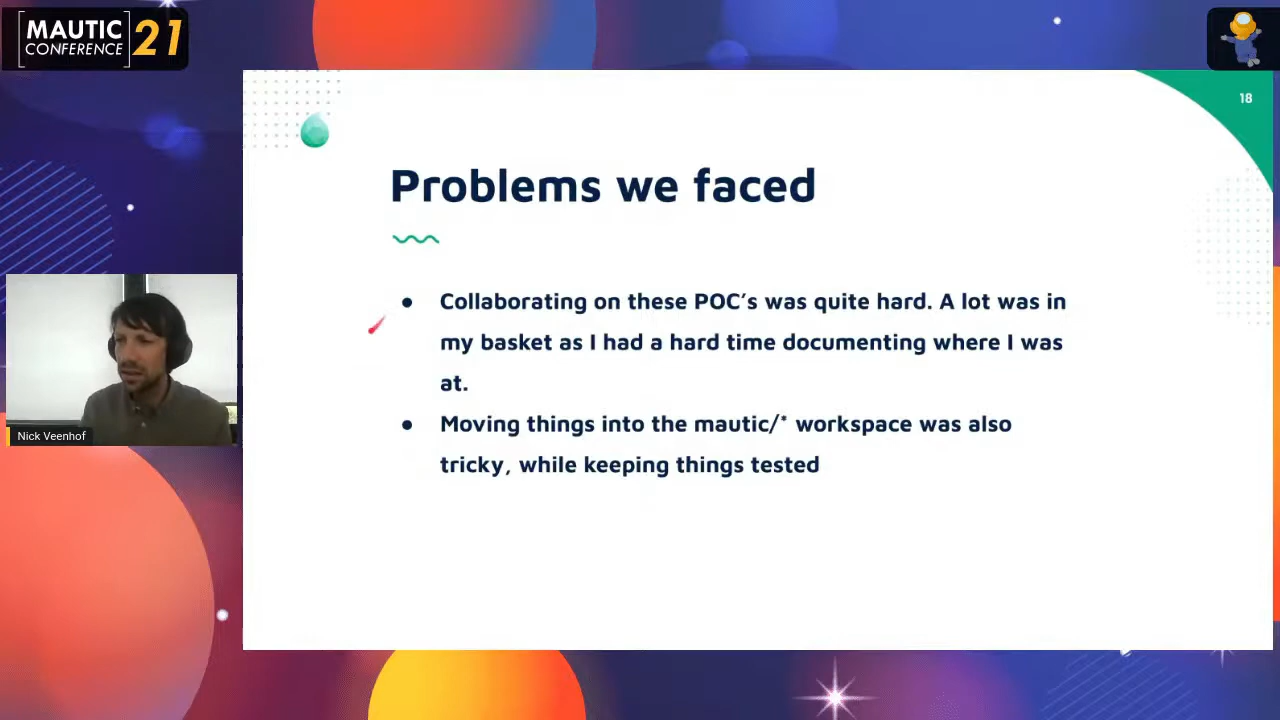 MAUTIC
CONFERENCE
21
18
Problems we faced
● Collaborating on these POC's was quite hard. A lot was in
my basket as I had a hard time documenting where I was
at.
● Moving things into the mautic/* workspace was also
tricky, while keeping things tested
Nick Veenhof